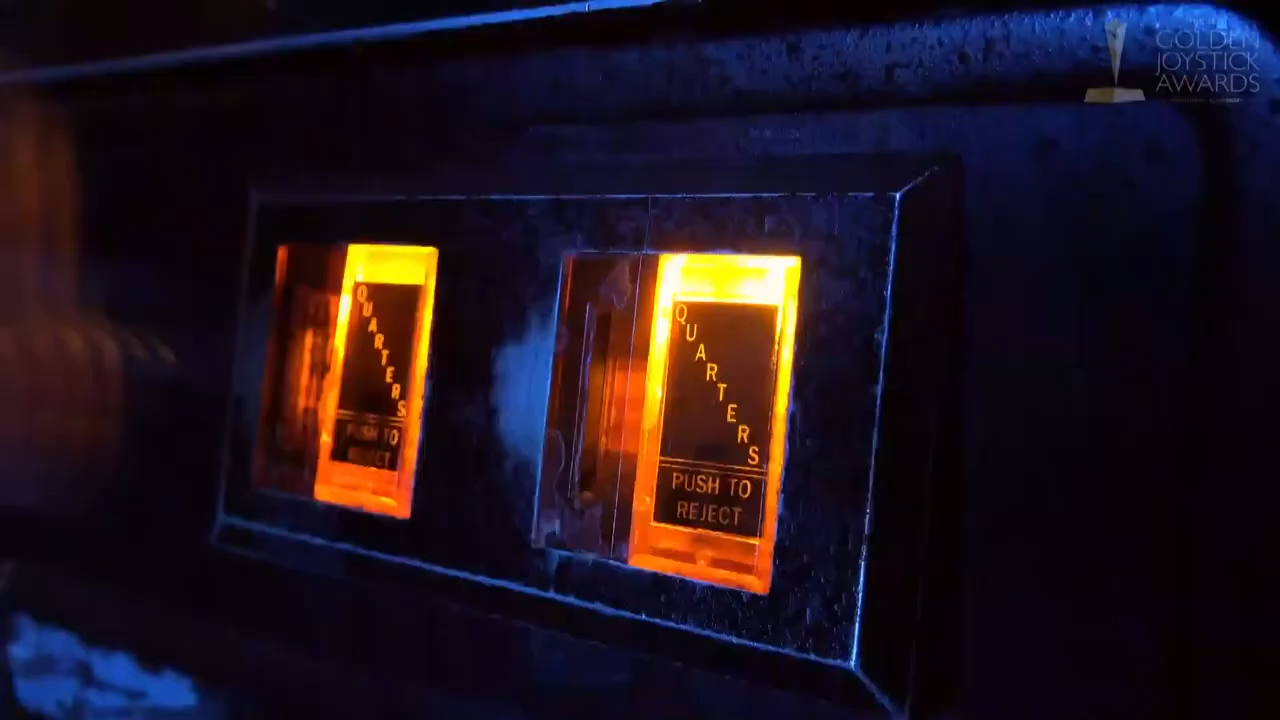 GOLDEN
JOYSTICK
AWARDS
QUARTERS
PUSH TO
REJECT
QUARTERS
PUSH TO
REJECT